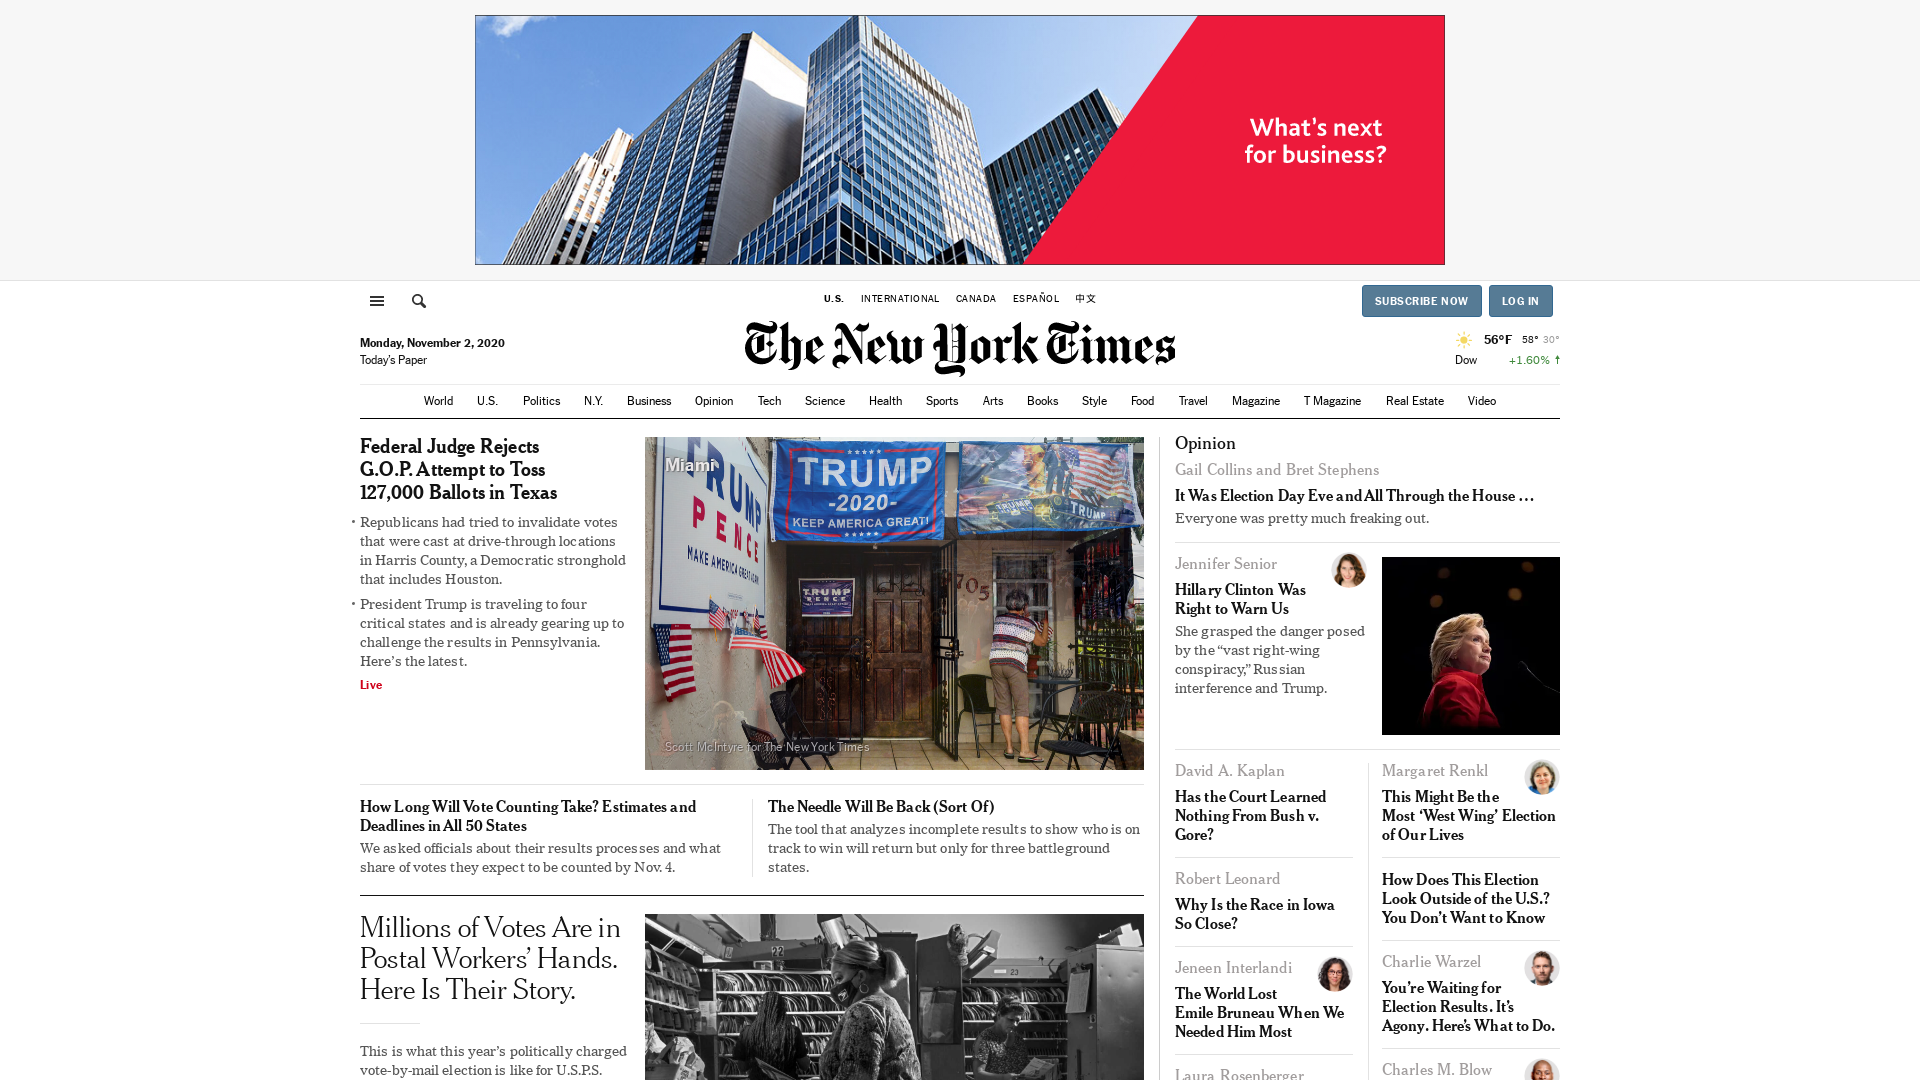 What's next
for business?
U.S. INTERNATIONAL CANADA ESPAÑOL 中文
SUBSCRIBE NOW LOG IN
Monday, November 2, 2020
Today's Paper
The New York Times
56°F 58° 30°
Dow +1.60% ↑
World U.S. Politics N.Y. Business Opinion Tech Science Health Sports Arts Books Style Food Travel Magazine T Magazine Real Estate Video
Federal Judge Rejects
G.O.P. Attempt to Toss
127,000 Ballots in Texas
• Republicans had tried to invalidate votes
that were cast at drive-through locations
in Harris County, a Democratic stronghold
that includes Houston.
• President Trump is traveling to four
critical states and is already gearing up to
challenge the results in Pennsylvania.
Here's the latest.
Live
Miami
TRUMP
PENCE
MAKE AMERICA GREAT AGAIN
TRUMP
-2020-
KEEP AMERICA GREAT!
TRUMP
TRUMP
TRUMP
PENCE
705
Scott McIntyre for The New York Times
How Long Will Vote Counting Take? Estimates and
Deadlines in All 50 States
We asked officials about their results processes and what
share of votes they expect to be counted by Nov. 4.
The Needle Will Be Back (Sort Of)
The tool that analyzes incomplete results to show who is on
track to win will return but only for three battleground
states.
Millions of Votes Are in
Postal Workers' Hands.
Here Is Their Story.
This is what this year's politically charged
vote-by-mail election is like for U.S.P.S.
22
23
Opinion
Gail Collins and Bret Stephens
It Was Election Day Eve and All Through the House …
Everyone was pretty much freaking out.
Jennifer Senior
Hillary Clinton Was
Right to Warn Us
She grasped the danger posed
by the “vast right-wing
conspiracy,” Russian
interference and Trump.
David A. Kaplan
Has the Court Learned
Nothing From Bush v.
Gore?
Robert Leonard
Why Is the Race in Iowa
So Close?
Jeneen Interlandi
The World Lost
Emile Bruneau When We
Needed Him Most
Laura Rosenberger
Margaret Renkl
This Might Be the
Most ‘West Wing’ Election
of Our Lives
How Does This Election
Look Outside of the U.S.?
You Don't Want to Know
Charlie Warzel
You're Waiting for
Election Results. It's
Agony. Here's What to Do.
Charles M. Blow